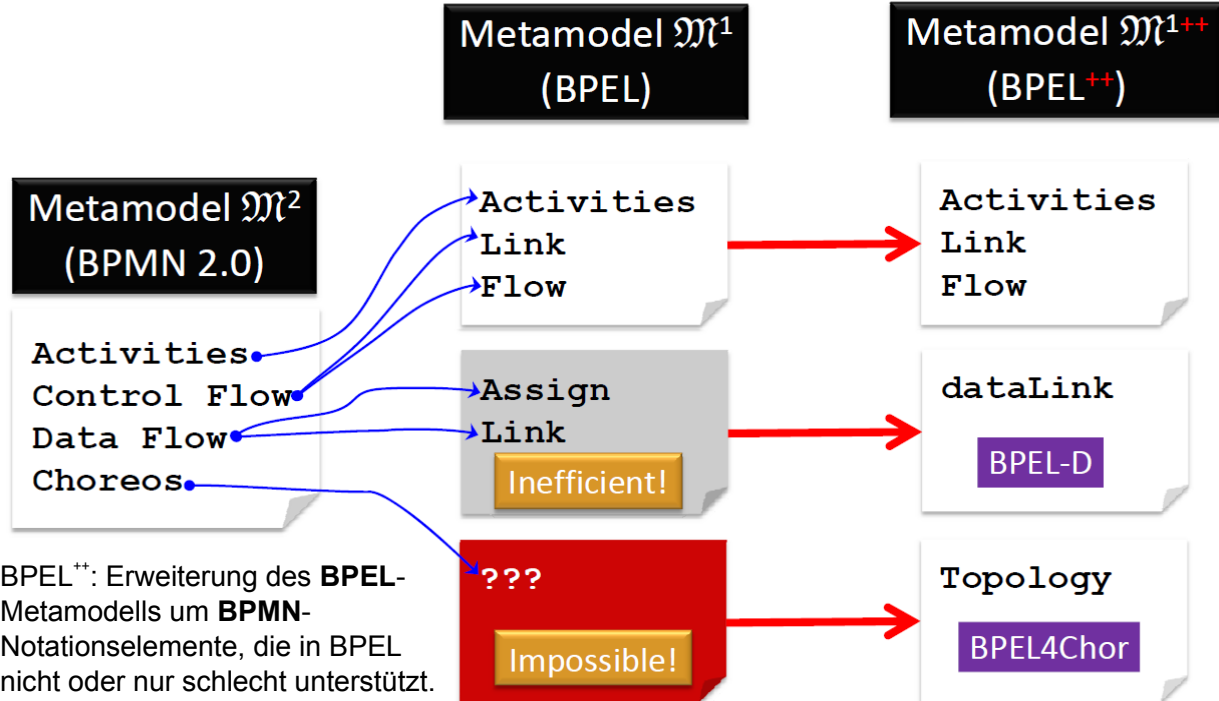 Metamodel 𝔐¹
(BPEL)
Metamodel 𝔐¹⁺⁺
(BPEL⁺⁺)
Metamodel 𝔐²
(BPMN 2.0)
Activities
Control Flow
Data Flow
Choreos
Activities
Link
Flow
Assign
Link
Inefficient!
???
Impossible!
Activities
Link
Flow
dataLink
BPEL-D
Topology
BPEL4Chor
BPEL⁺⁺: Erweiterung des BPEL-
Metamodells um BPMN-
Notationselemente, die in BPEL
nicht oder nur schlecht unterstützt.